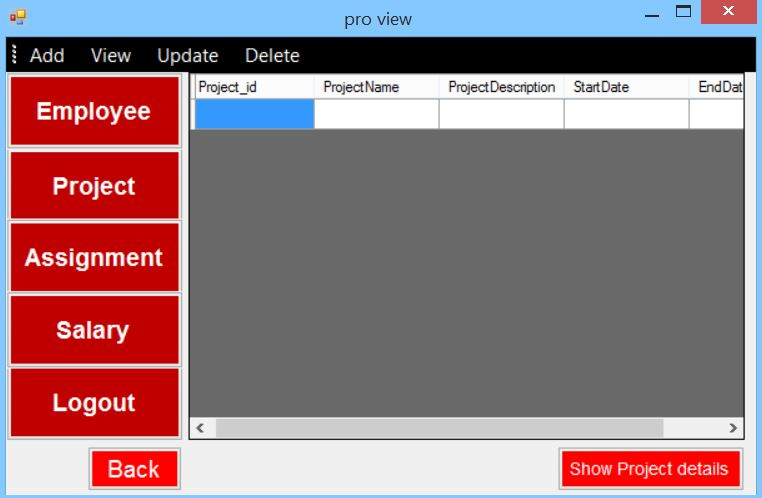 pro view
Add View Update Delete
Employee
Project
Assignment
Salary
Logout
Project_id ProjectName ProjectDescription StartDate EndDat
Back
Show Project details